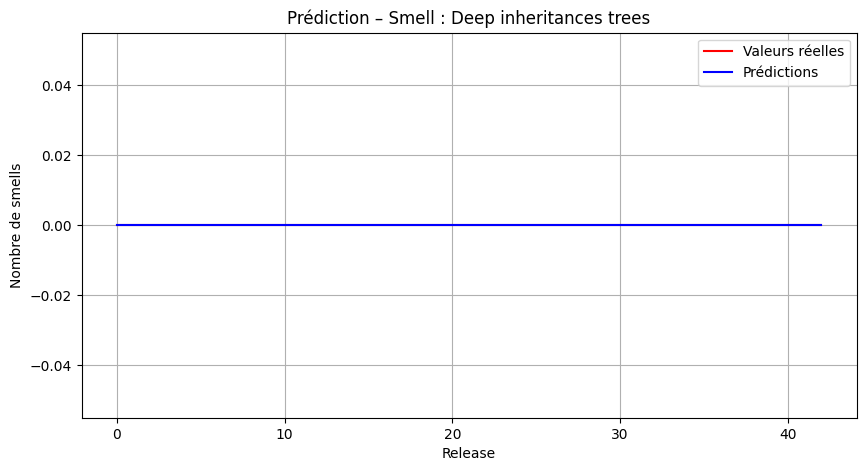 Prédiction – Smell : Deep inheritances trees
Valeurs réelles
Prédictions
Nombre de smells
0.04
0.02
0.00
−0.02
−0.04
0 10 20 30 40
Release